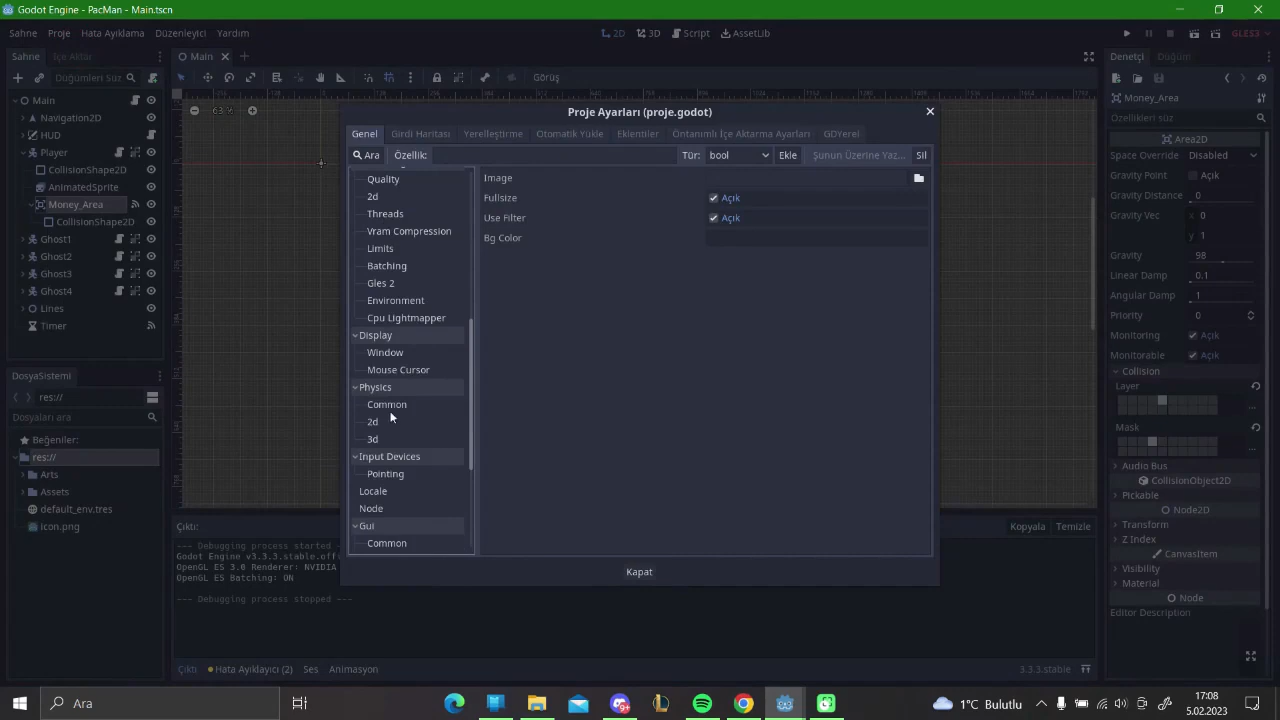 Godot Engine - PacMan - Main.tscn
Sahne Proje Hata Ayıklama Düzenleyici Yardım
2D 3D Script AssetLib
GLES3
Sahne İçe Aktar
Main
Denetçi Düğüm
Düğümleri süz
Görüş
Money_Area
Özellikleri süz
Main
Navigation2D
HUD
Player
CollisionShape2D
AnimatedSprite
Money_Area
CollisionShape2D
Ghost1
Ghost2
Ghost3
Ghost4
Lines
Timer
DosyaSistemi
res://
Dosyaları ara
Beğeniler:
res://
Arts
Assets
default_env.tres
icon.png
Proje Ayarları (proje.godot)
Genel Girdi Haritası Yerelleştirme Otomatik Yükle Eklentiler Öntanımlı İçe Aktarma Ayarları GDYerel
Ara Özellik: Tür: bool Ekle Şunun Üzerine Yaz... Sil
Quality
2d
Threads
Vram Compression
Limits
Batching
Gles 2
Environment
Cpu Lightmapper
Display
Window
Mouse Cursor
Physics
Common
2d
3d
Input Devices
Pointing
Locale
Node
Gui
Common
Image
Fullsize Açık
Use Filter Açık
Bg Color
Kapat
Çıktı: Kopyala Temizle
--- Debugging process started
Godot Engine v3.3.3.stable.off
OpenGL ES 3.0 Renderer: NVIDIA
OpenGL ES Batching: ON
--- Debugging process stopped ---
Çıktı Hata Ayıklayıcı (2) Ses Animasyon 3.3.3.stable
Area2D
Space Override Disabled
Gravity Point Açık
Gravity Distance 0
Gravity Vec x 0
y 1
Gravity 98
Linear Damp 0.1
Angular Damp 1
Priority 0
Monitoring Açık
Monitorable Açık
Collision
Layer
Mask
Audio Bus
CollisionObject2D
Pickable
Node2D
Transform
Z Index
CanvasItem
Visibility
Material
Node
Editor Description
Ara
1°C Bulutlu
17:08
5.02.2023